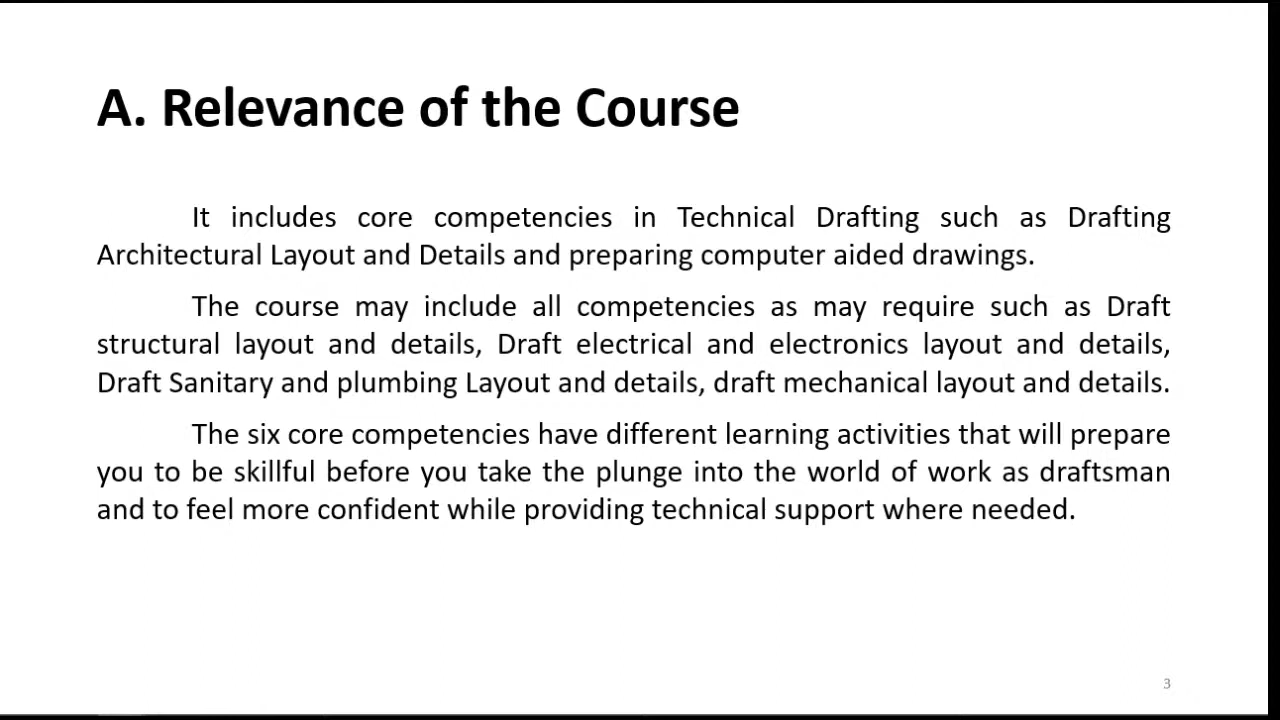 A. Relevance of the Course
It includes core competencies in Technical Drafting such as Drafting
Architectural Layout and Details and preparing computer aided drawings.
The course may include all competencies as may require such as Draft
structural layout and details, Draft electrical and electronics layout and details,
Draft Sanitary and plumbing Layout and details, draft mechanical layout and details.
The six core competencies have different learning activities that will prepare
you to be skillful before you take the plunge into the world of work as draftsman
and to feel more confident while providing technical support where needed.
3